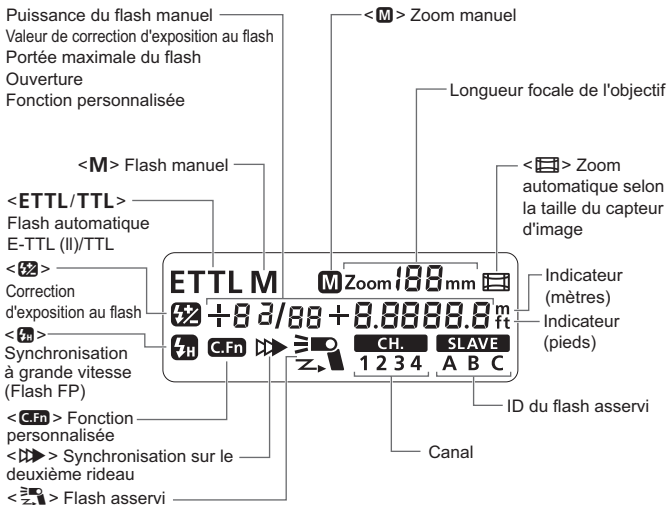 Puissance du flash manuel
Valeur de correction d'exposition au flash
Portée maximale du flash
Ouverture
Fonction personnalisée
<M> Zoom manuel
Longueur focale de l'objectif
<M> Flash manuel
< > Zoom
automatique selon
la taille du capteur
d'image
<ETTL/TTL>
Flash automatique
E-TTL (II)/TTL
< >
Correction
d'exposition au flash
< >
Synchronisation
à grande vitesse
(Flash FP)
<C.Fn> Fonction
personnalisée
< > Synchronisation sur le
deuxième rideau
< > Flash asservi
ETTL M M Zoom 188 mm
+8 8/88 +8.8888.8 m
ft
H C.Fn CH. SLAVE
1 2 3 4 A B C
Indicateur
(mètres)
Indicateur
(pieds)
ID du flash asservi
Canal